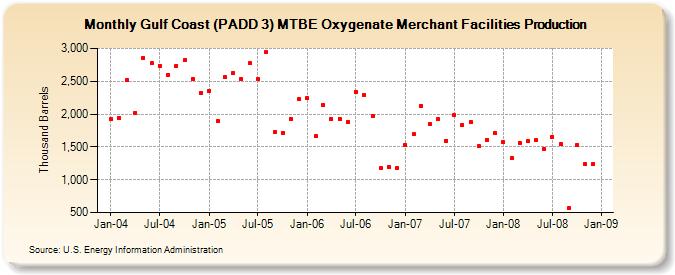 Monthly Gulf Coast (PADD 3) MTBE Oxygenate Merchant Facilities Production
Thousand Barrels
3,000
2,500
2,000
1,500
1,000
500
Jan-04 Jul-04 Jan-05 Jul-05 Jan-06 Jul-06 Jan-07 Jul-07 Jan-08 Jul-08 Jan-09
Source: U.S. Energy Information Administration